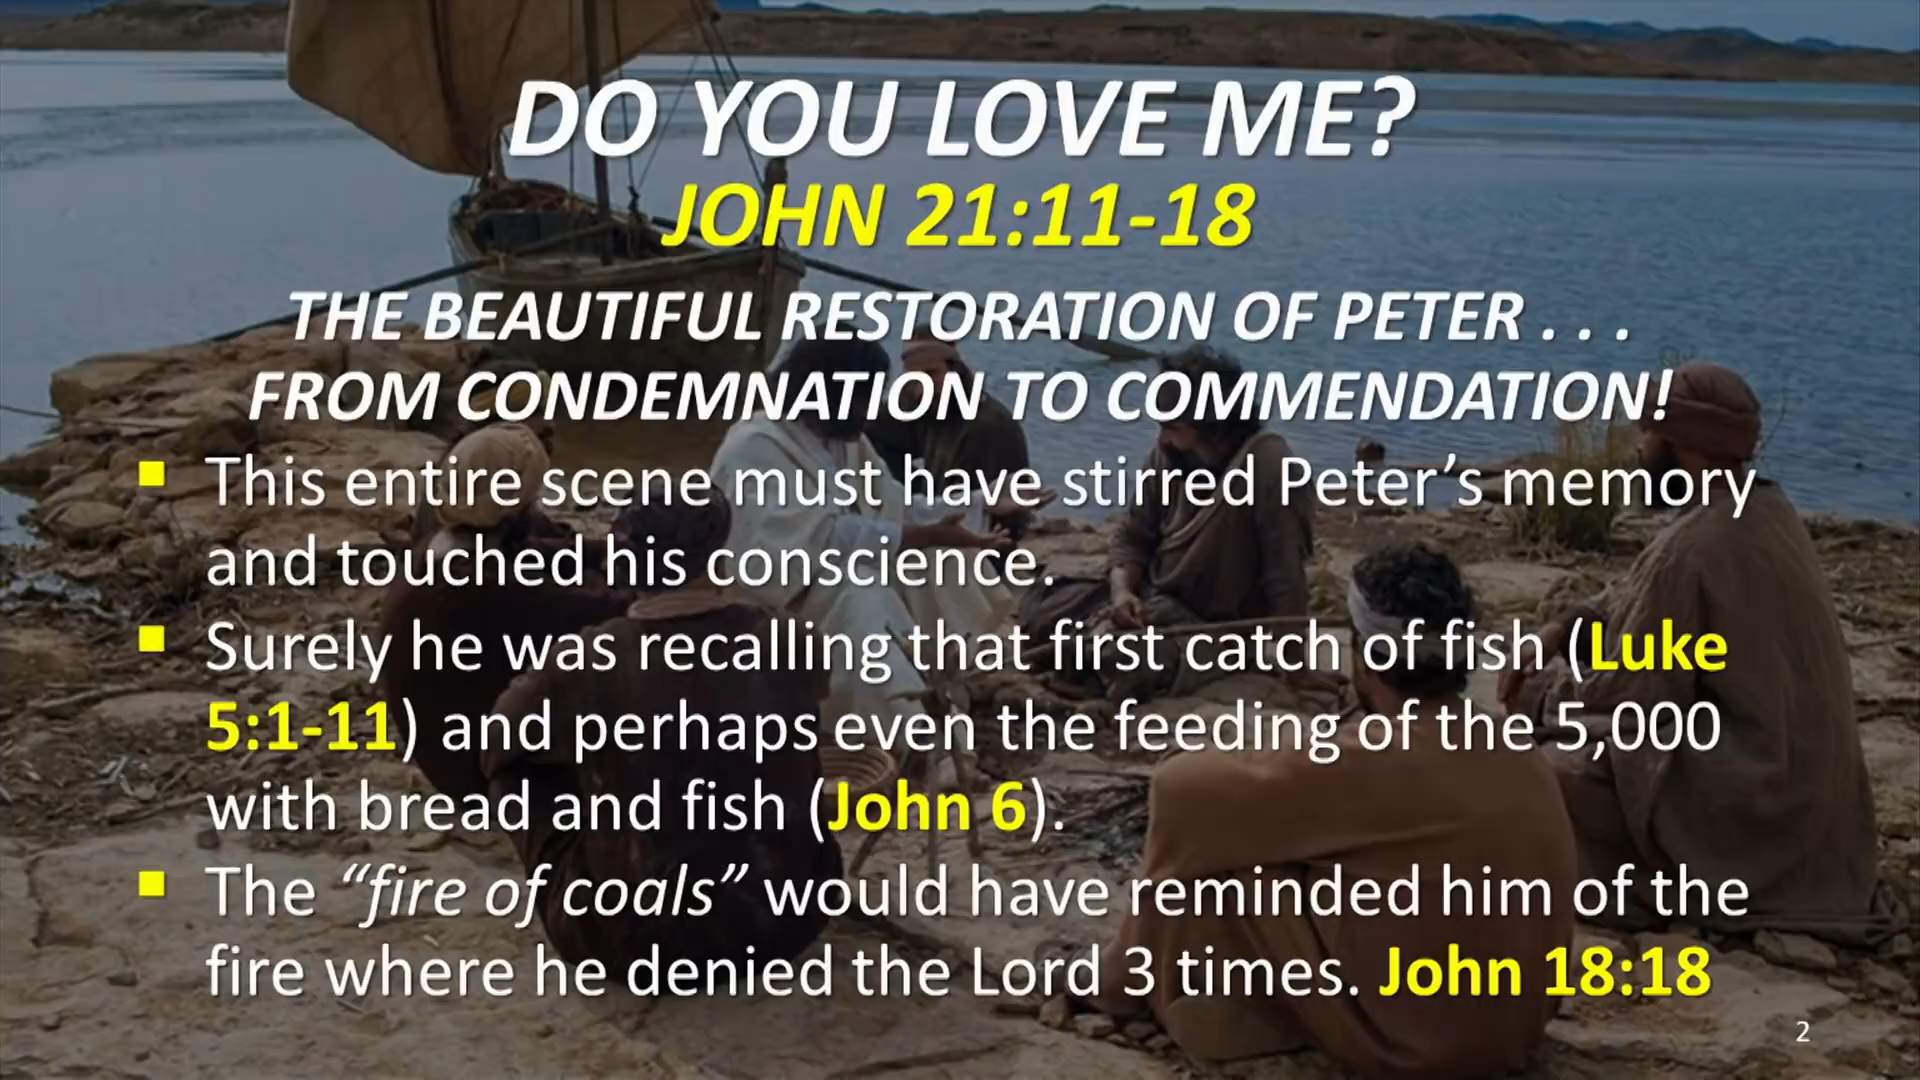 DO YOU LOVE ME?
JOHN 21:11-18
THE BEAUTIFUL RESTORATION OF PETER . . .
FROM CONDEMNATION TO COMMENDATION!
▪ This entire scene must have stirred Peter’s memory
and touched his conscience.
▪ Surely he was recalling that first catch of fish (Luke
5:1-11) and perhaps even the feeding of the 5,000
with bread and fish (John 6).
▪ The “fire of coals” would have reminded him of the
fire where he denied the Lord 3 times. John 18:18
2